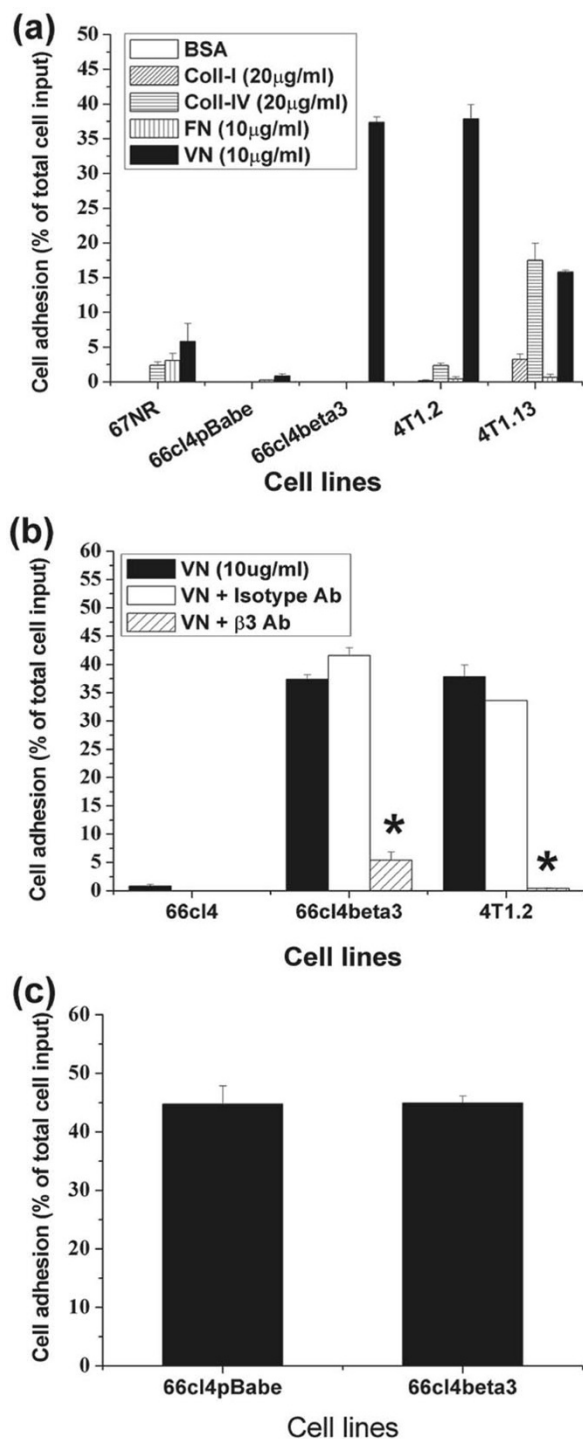 (a)
BSA
Coll-I (20μg/ml)
Coll-IV (20μg/ml)
FN (10μg/ml)
VN (10μg/ml)
Cell adhesion (% of total cell input)
50
45
40
35
30
25
20
15
10
5
0
67NR
66cl4pBabe
66cl4beta3
4T1.2
4T1.13
Cell lines
(b)
VN (10ug/ml)
VN + Isotype Ab
VN + β3 Ab
Cell adhesion (% of total cell input)
60
55
50
45
40
35
30
25
20
15
10
5
0
*
*
66cl4
66cl4beta3
4T1.2
Cell lines
(c)
Cell adhesion (% of total cell input)
60
50
40
30
20
10
0
66cl4pBabe
66cl4beta3
Cell lines